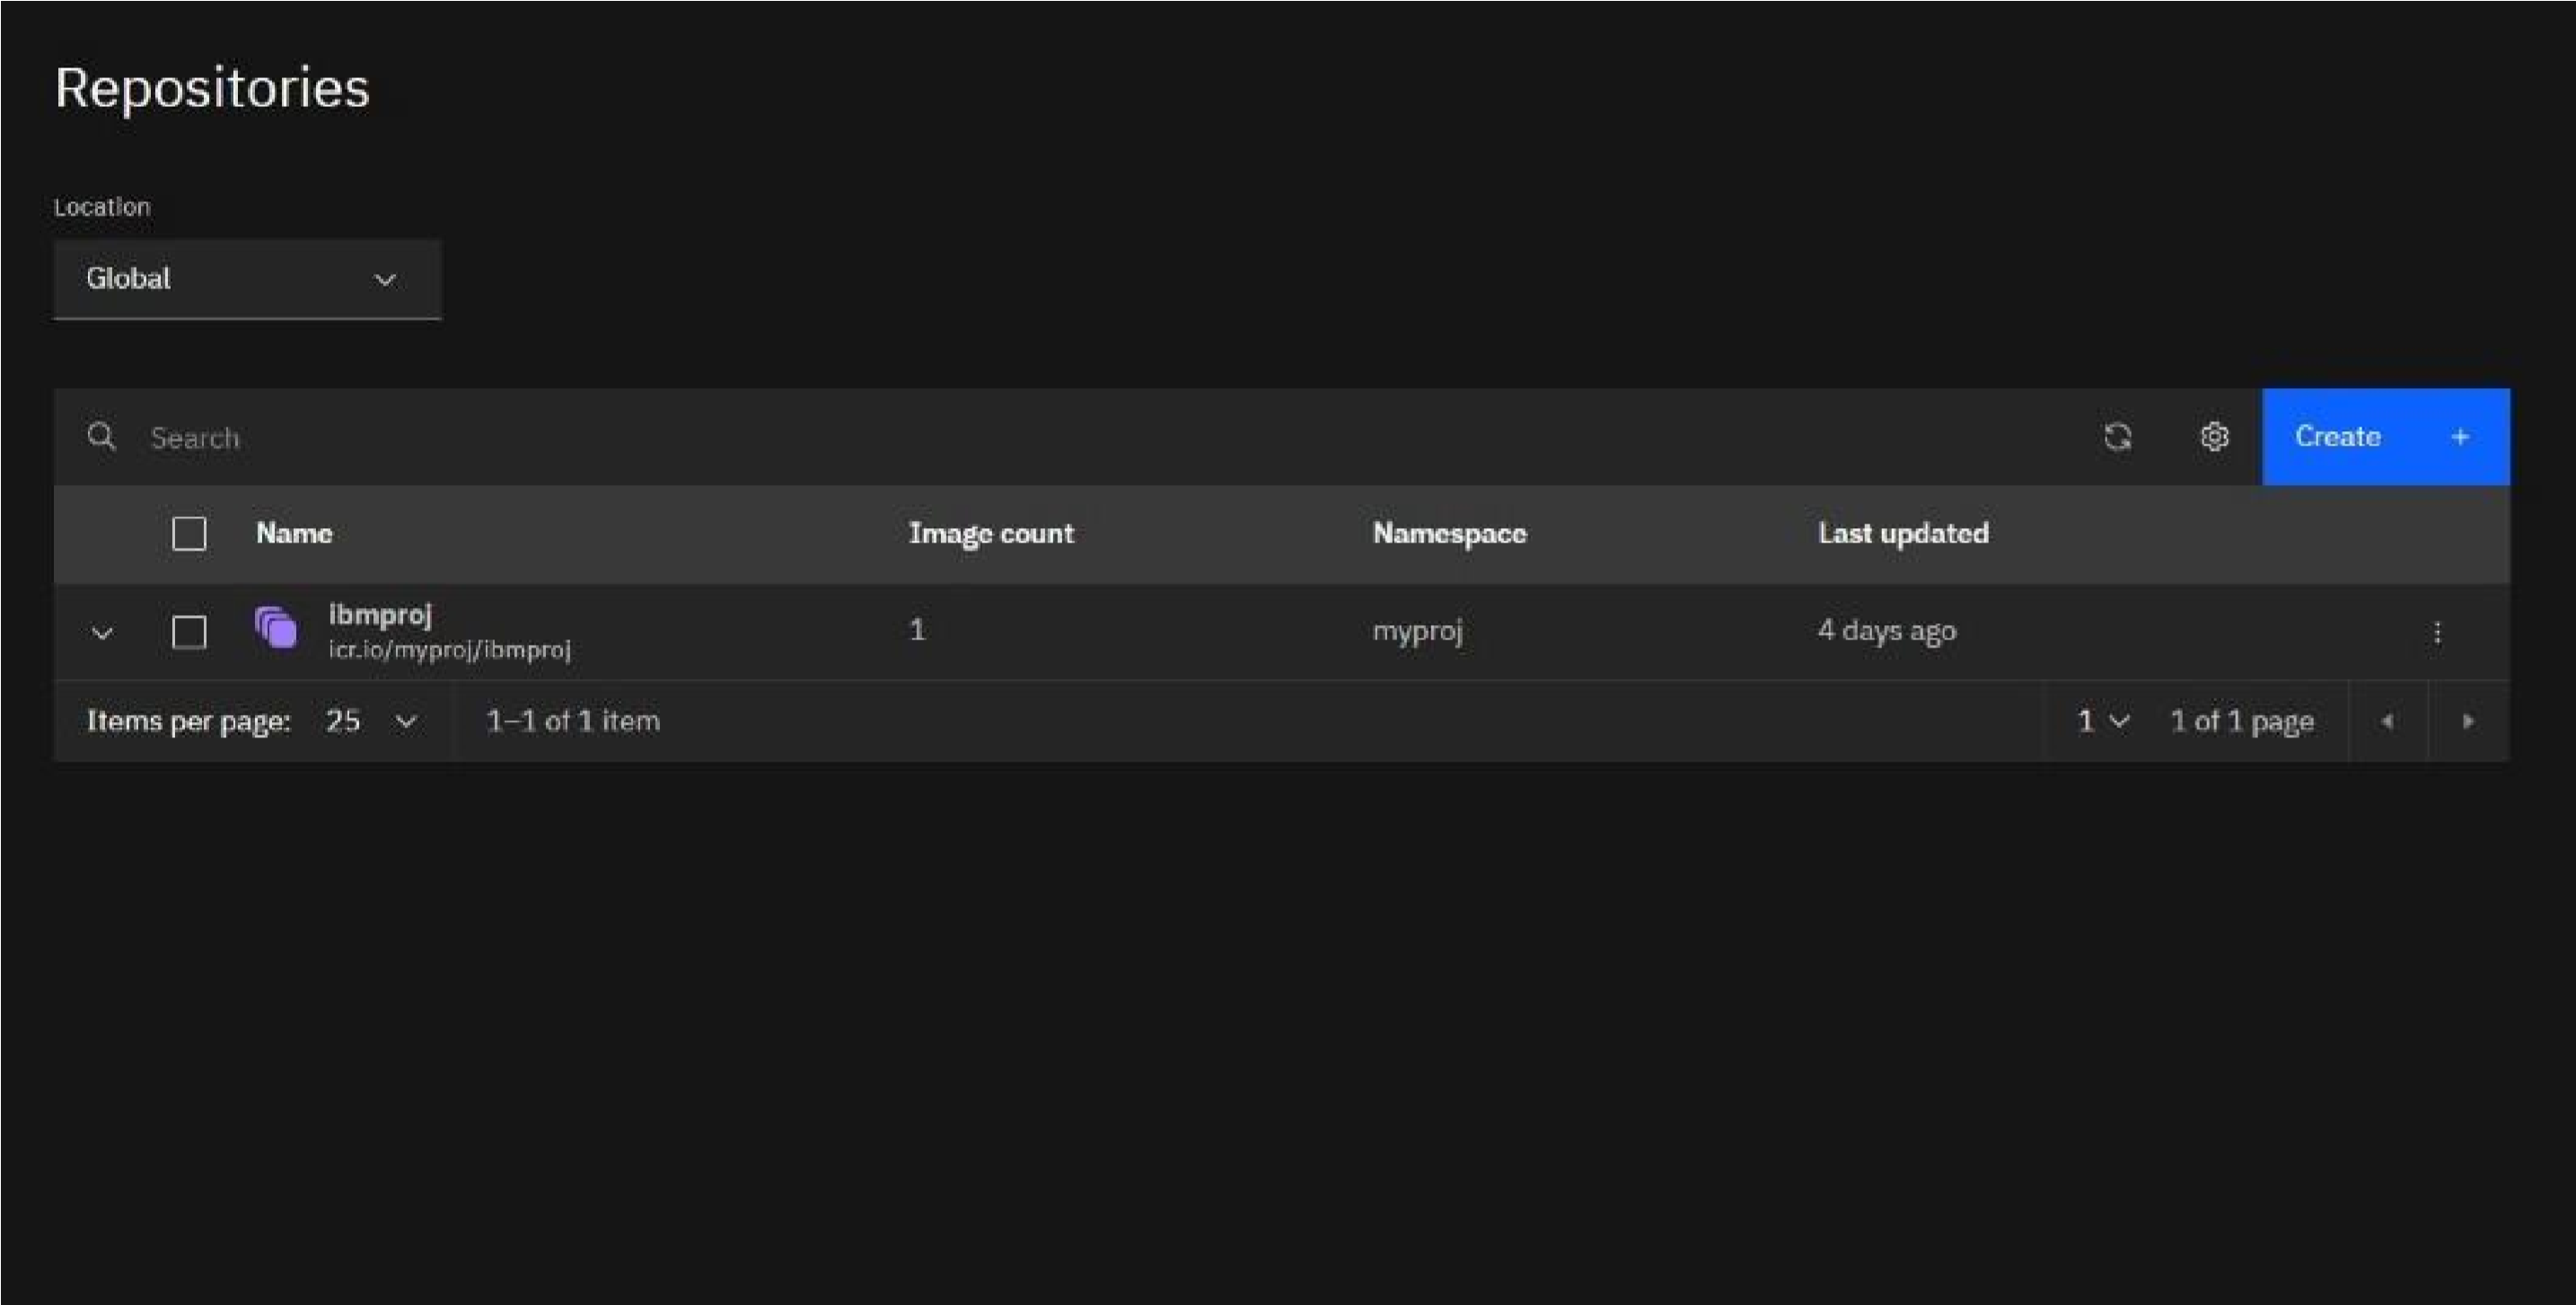 Repositories
Location
Global
Search
Create +
Name Image count Namespace Last updated
ibmproj
icr.io/myproj/ibmproj
1 myproj 4 days ago
Items per page: 25 1–1 of 1 item 1 1 of 1 page